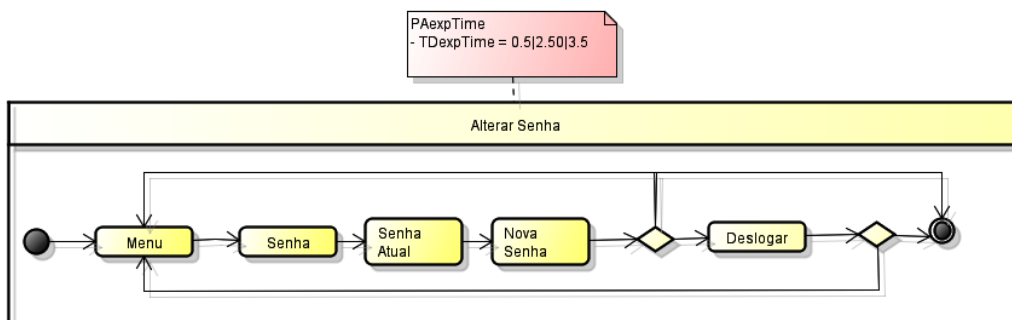 PAexpTime
- TDexpTime = 0.5|2.50|3.5
Alterar Senha
Menu
Senha
Senha
Atual
Nova
Senha
Deslogar